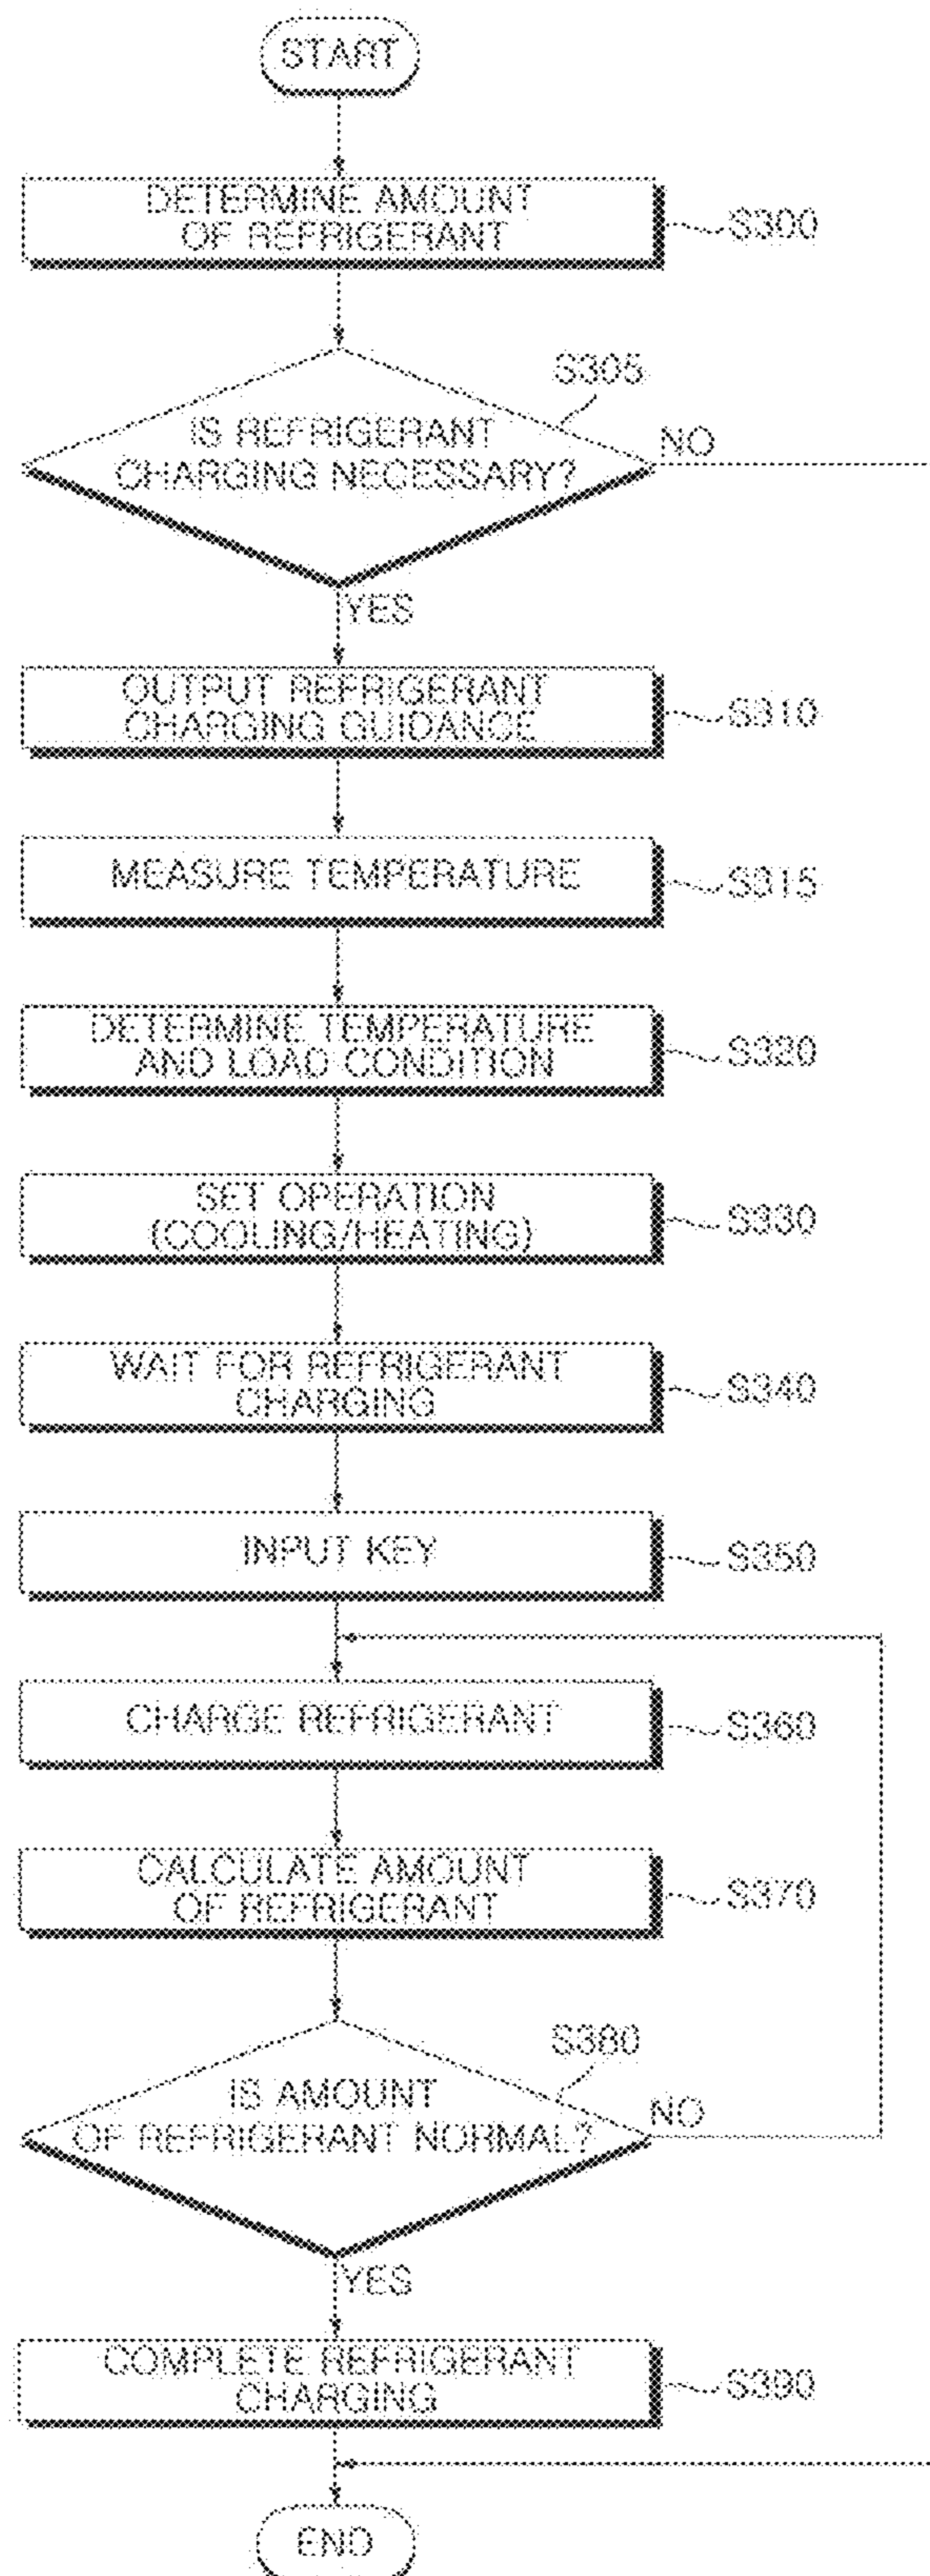 START
DETERMINE AMOUNT
OF REFRIGERANT
S300
S305
IS REFRIGERANT
CHARGING NECESSARY?
NO
YES
OUTPUT REFRIGERANT
CHARGING GUIDANCE
S310
MEASURE TEMPERATURE
S315
DETERMINE TEMPERATURE
AND LOAD CONDITION
S320
SET OPERATION
(COOLING/HEATING)
S330
WAIT FOR REFRIGERANT
CHARGING
S340
INPUT KEY
S350
CHARGE REFRIGERANT
S360
CALCULATE AMOUNT
OF REFRIGERANT
S370
S380
IS AMOUNT
OF REFRIGERANT NORMAL?
NO
YES
COMPLETE REFRIGERANT
CHARGING
S390
END